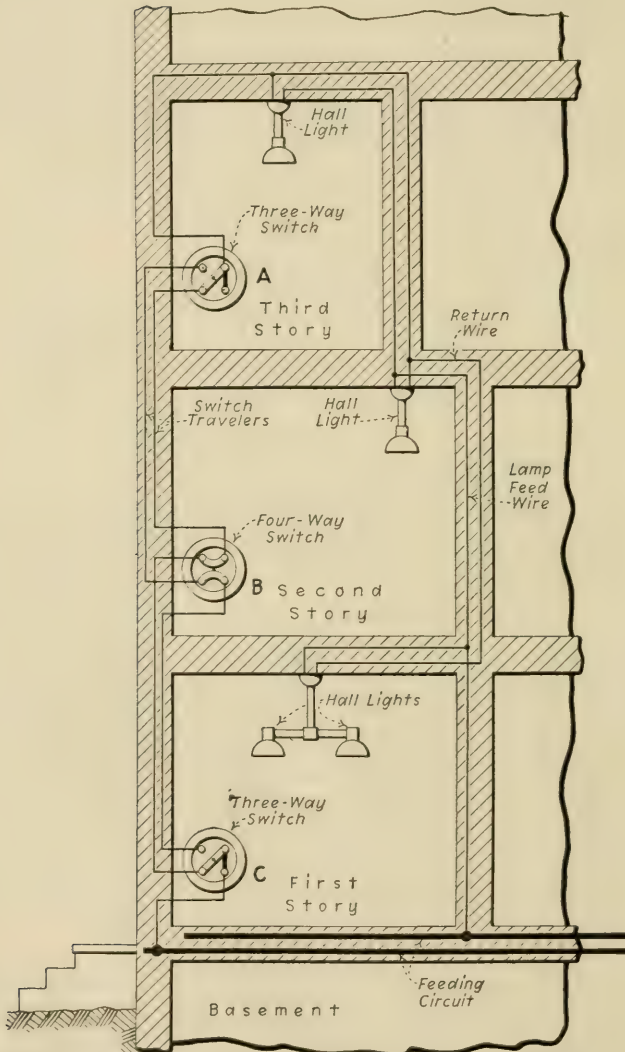 Hall
Light
Three-Way
Switch
A
Third
Story
Return
Wire
Switch
Travelers
Hall
Light
Lamp
Feed
Wire
Four-Way
Switch
B
Second
Story
Hall Lights
Three-Way
Switch
C
First
Story
Feeding
Circuit
Basement